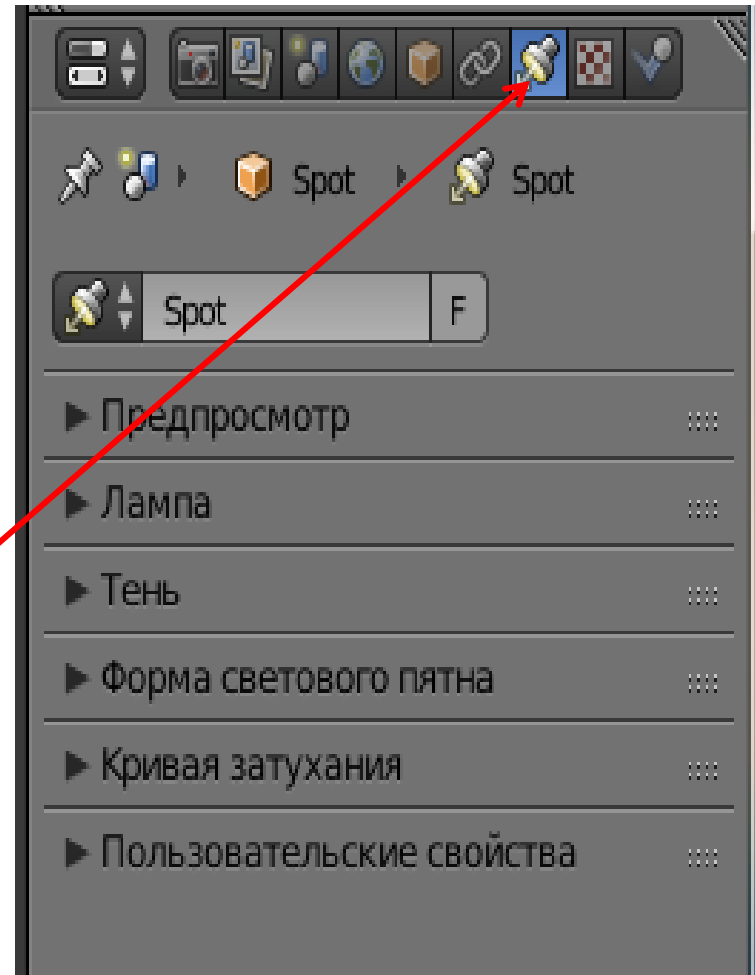 Spot Spot
Spot F
Предпросмотр
Лампа
Тень
Форма светового пятна
Кривая затухания
Пользовательские свойства